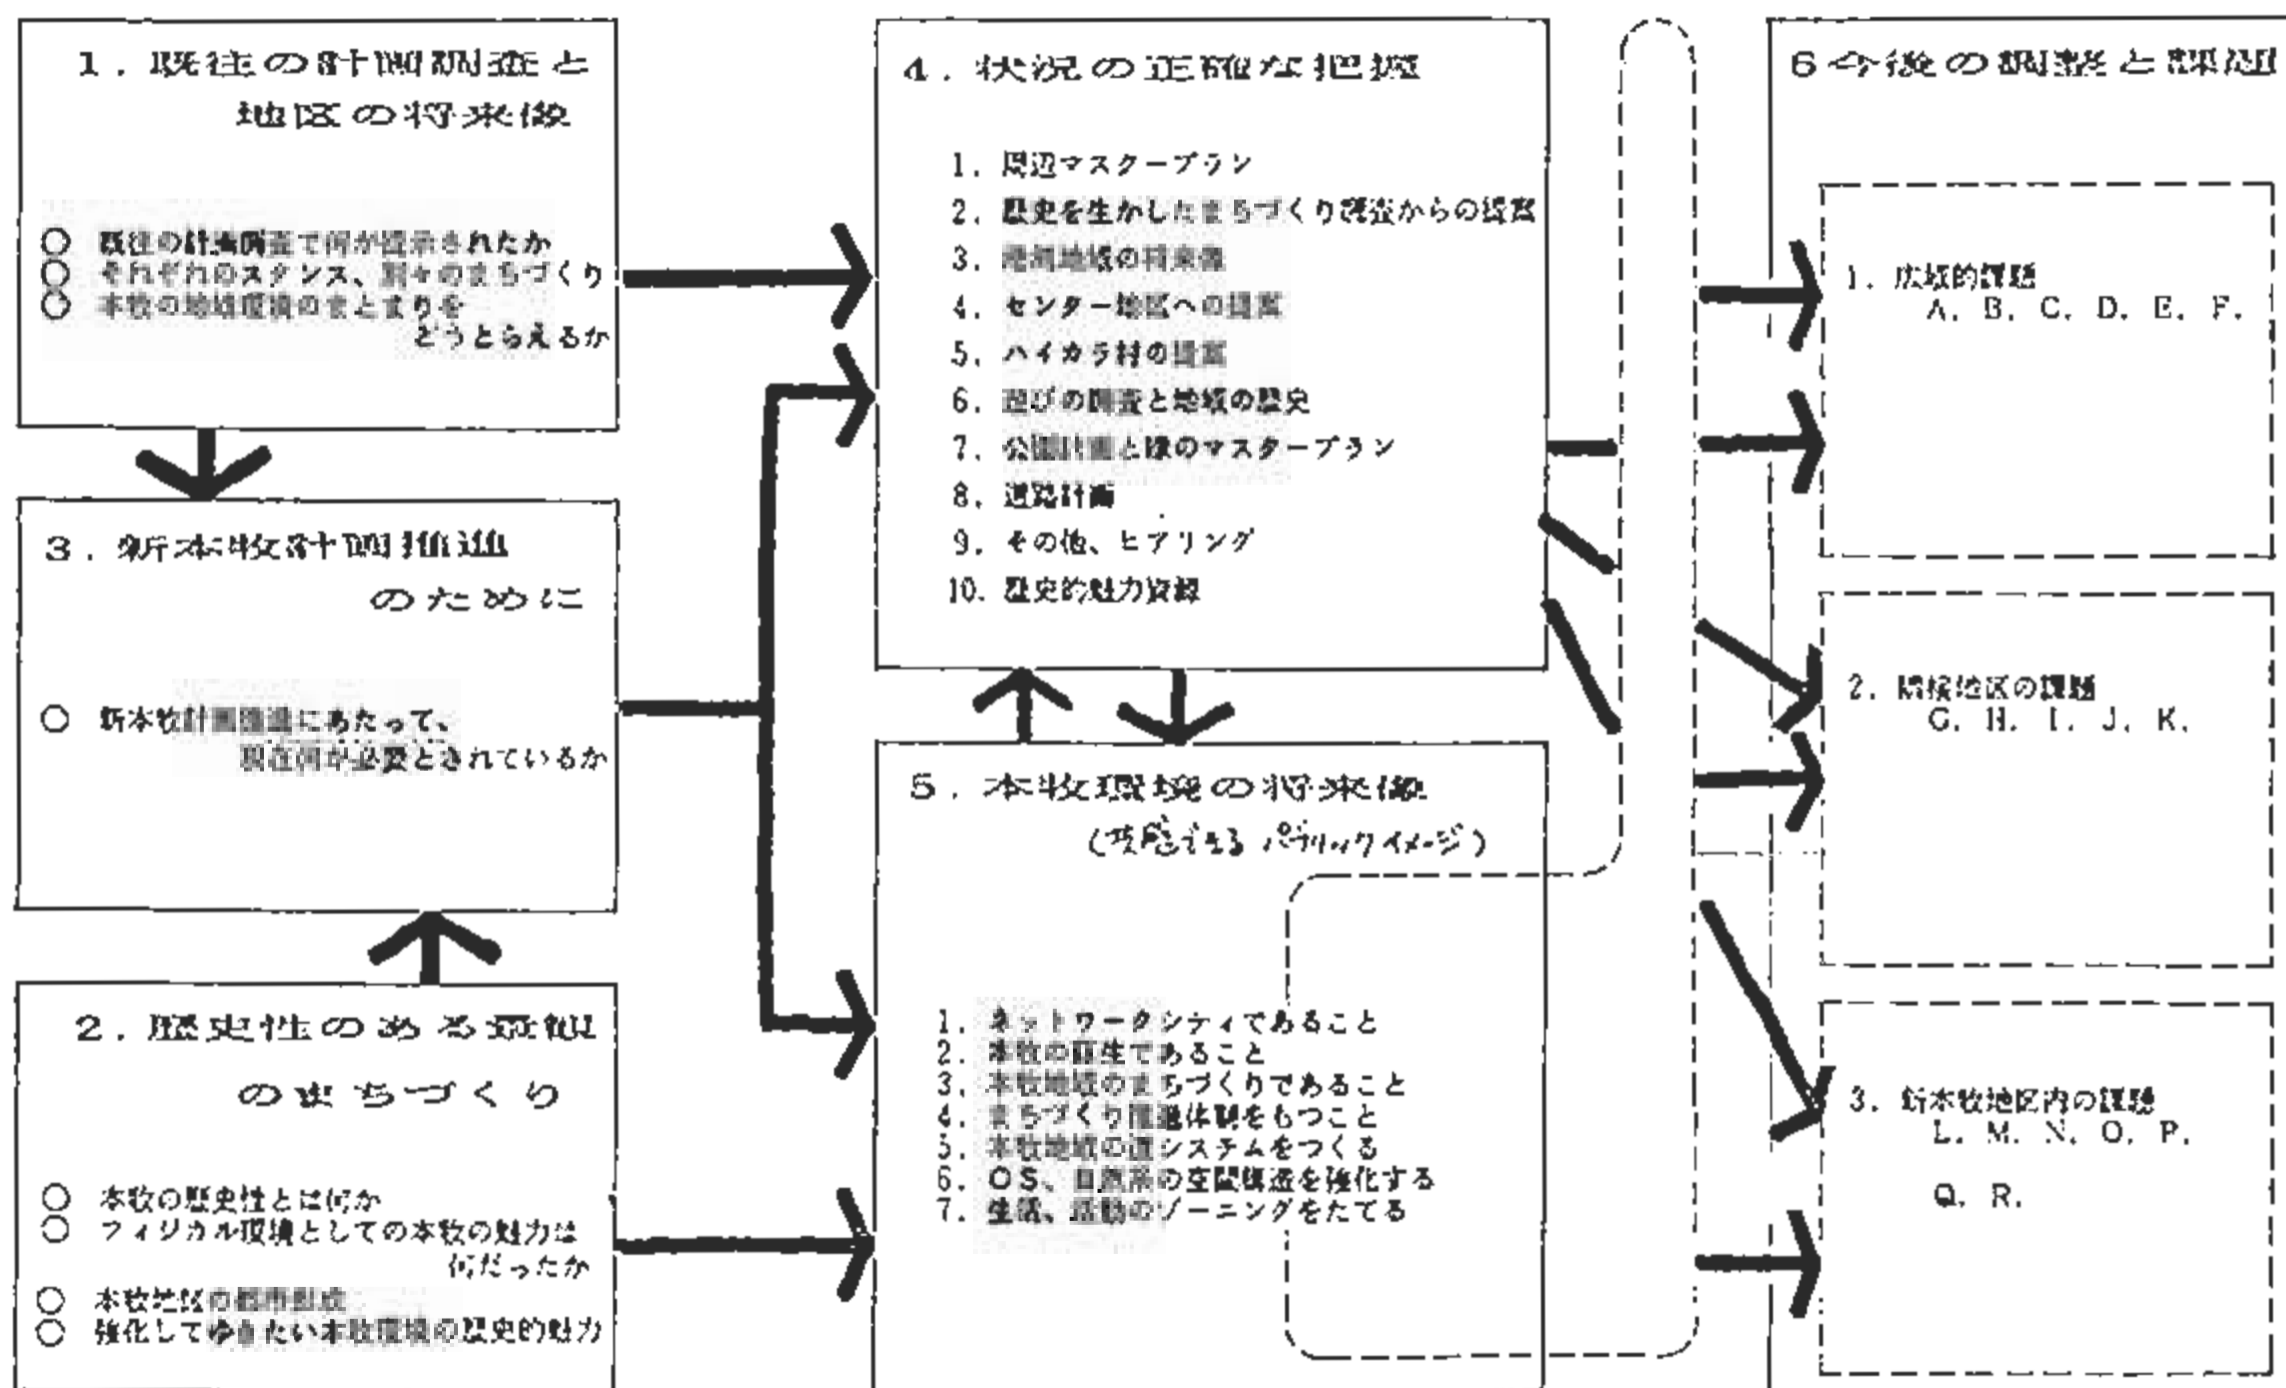 1. 既往の計画調査と
地区の将来像
○ 既往の計画調査で何が提示されたか
○ それぞれのスタンス、別々のまちづくり
○ 本牧の地域環境のまとまりを
どうとらえるか
3. 新本牧計画推進
のために
○ 新本牧計画推進にあたって、
現在何が必要とされているか
2. 歴史性のある景観
のまちづくり
○ 本牧の歴史性とは何か
○ フィジカル環境としての本牧の魅力は
何だったか
○ 本牧地区の都市形成
○ 強化してゆきたい本牧環境の歴史的魅力
4. 状況の正確な把握
1. 周辺マスタープラン
2. 歴史を生かしたまちづくり調査からの提案
3. 地域の将来像
4. センター地区への提案
5. ハイカラ村の提案
6. 遊びの調査と地域の歴史
7. 公園計画と緑のマスタープラン
8. 道路計画
9. その他、ヒアリング
10. 歴史的魅力資源
5. 本牧環境の将来像
(パブリックイメージ)
1. ネットワークシティであること
2. 本牧の蘇生であること
3. 本牧地域のまちづくりであること
4. まちづくり推進体制をもつこと
5. 本牧地域の道システムをつくる
6. OS、自然系の空間構造を強化する
7. 生活、活動のゾーニングをたてる
6 今後の調整と課題
1. 広域的課題
A. B. C. D. E. F.
2. 隣接地区の課題
G. H. I. J. K.
3. 新本牧地区内の課題
L. M. N. O. P.
Q. R.